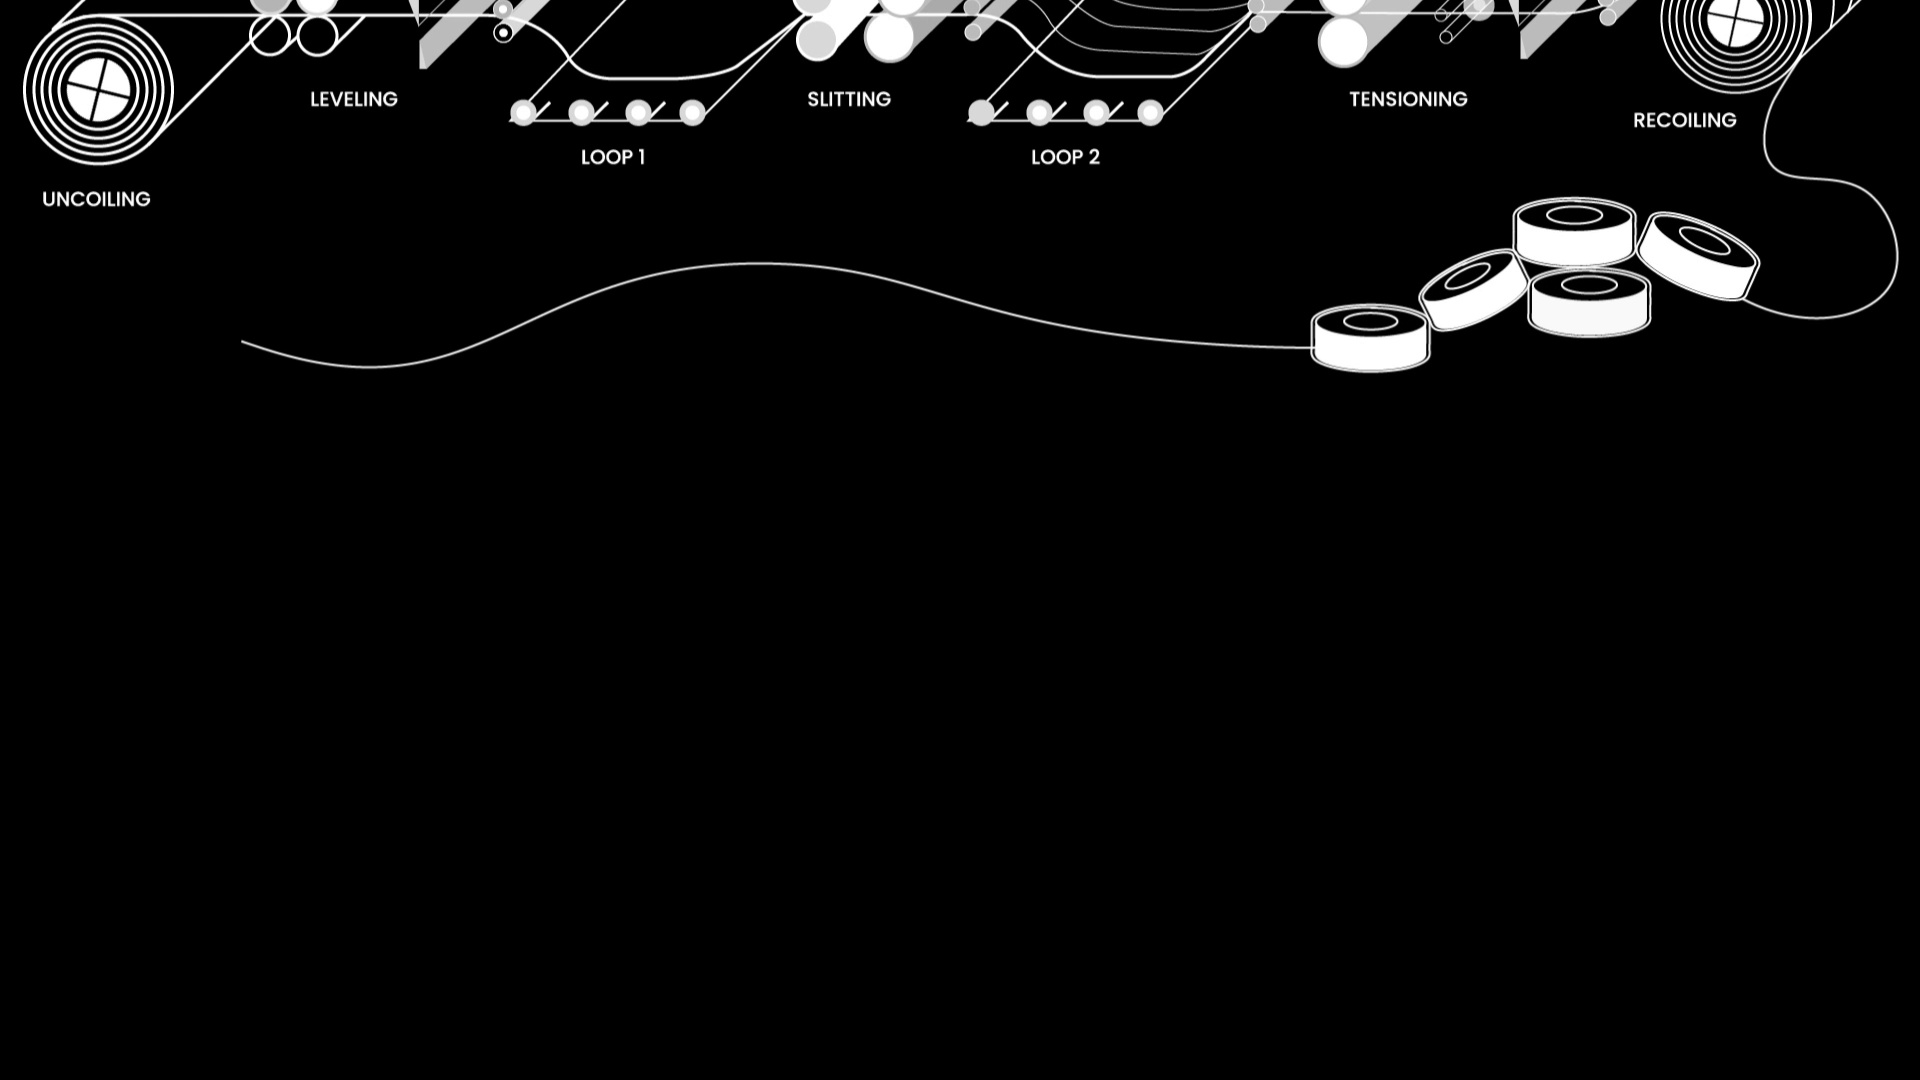 UNCOILING
LEVELING
LOOP 1
SLITTING
LOOP 2
TENSIONING
RECOILING